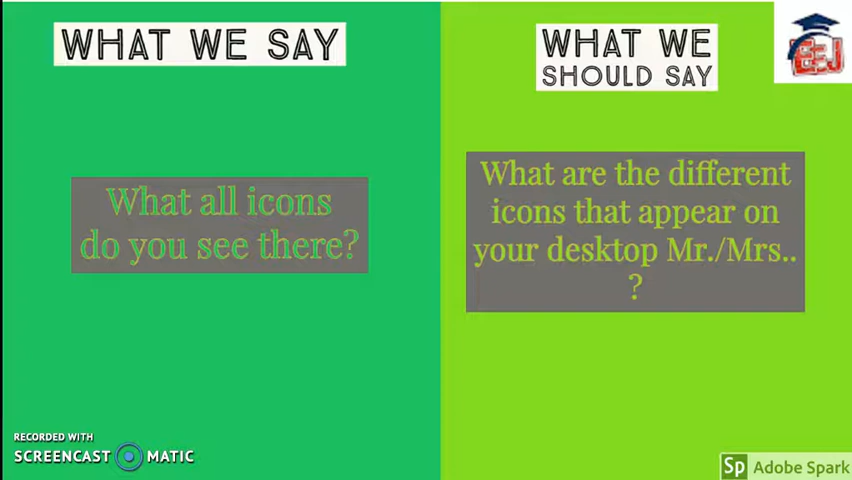 WHAT WE SAY
What all icons
do you see there?
WHAT WE
SHOULD SAY
What are the different
icons that appear on
your desktop Mr./Mrs..
?
EEJ
RECORDED WITH
SCREENCAST MATIC
Sp Adobe Spark